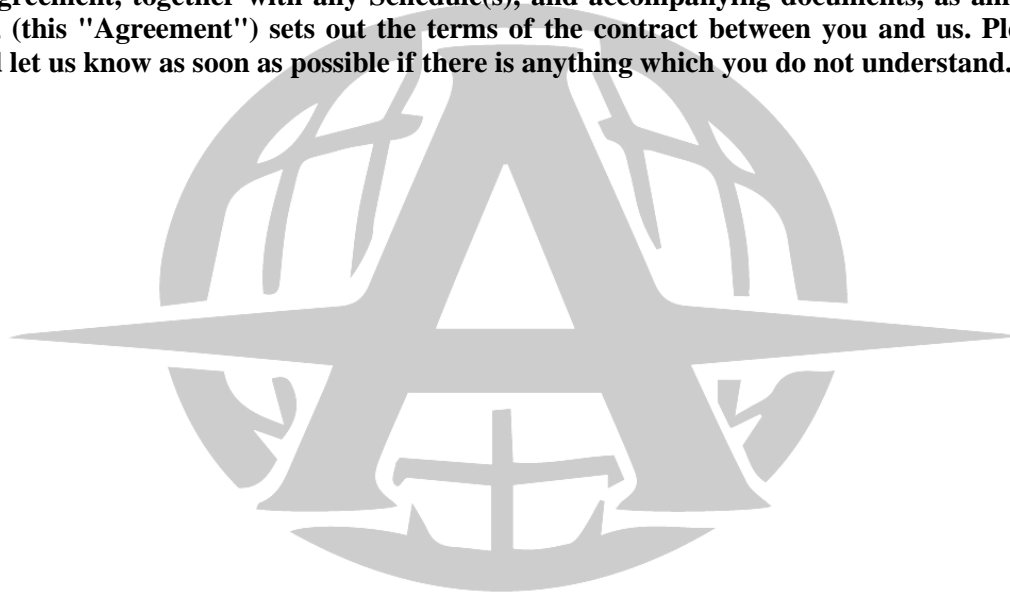 greement, together with any Schedule(s), and accompanying documents, as
(this "Agreement") sets out the terms of the contract between you and us.
let us know as soon as possible if there is anything which you do not understand.
A